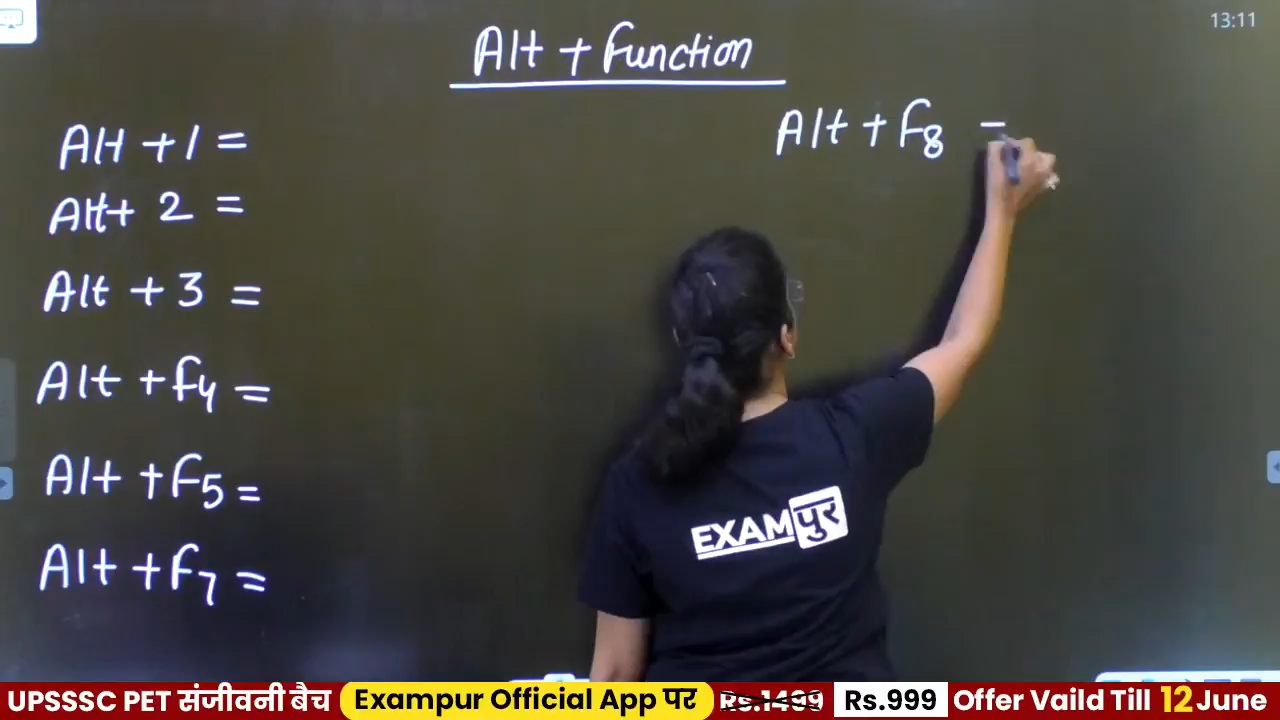 13:11
Alt + Function
Alt + 1 =
Alt + 2 =
Alt + 3 =
Alt + F4 =
Alt + F5 =
Alt + F7 =
Alt + F8 =
EXAMपुर
UPSSSC PET संजीवनी बैच Exampur Official App पर Rs.1499 Rs.999 Offer Vaild Till 12 June